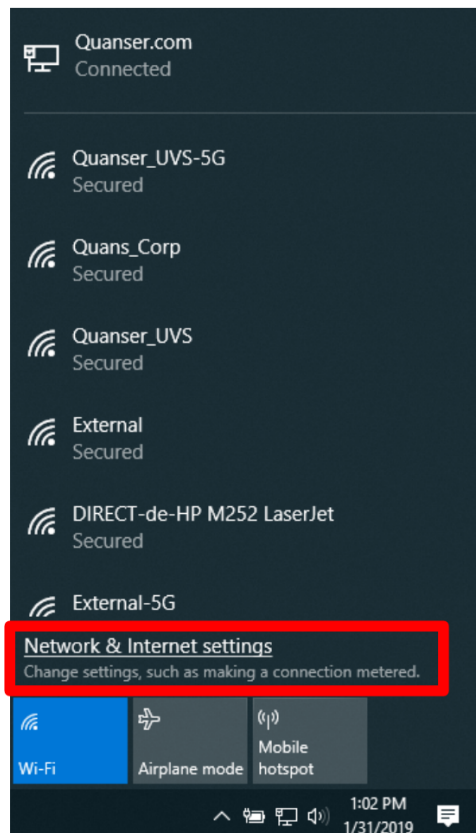 Quanser.com
Connected
Quanser_UVS-5G
Secured
Quans_Corp
Secured
Quanser_UVS
Secured
External
Secured
DIRECT-de-HP M252 LaserJet
Secured
External-5G
Network & Internet settings
Change settings, such as making a connection metered.
Wi-Fi
Airplane mode
Mobile
hotspot
1:02 PM
1/31/2019